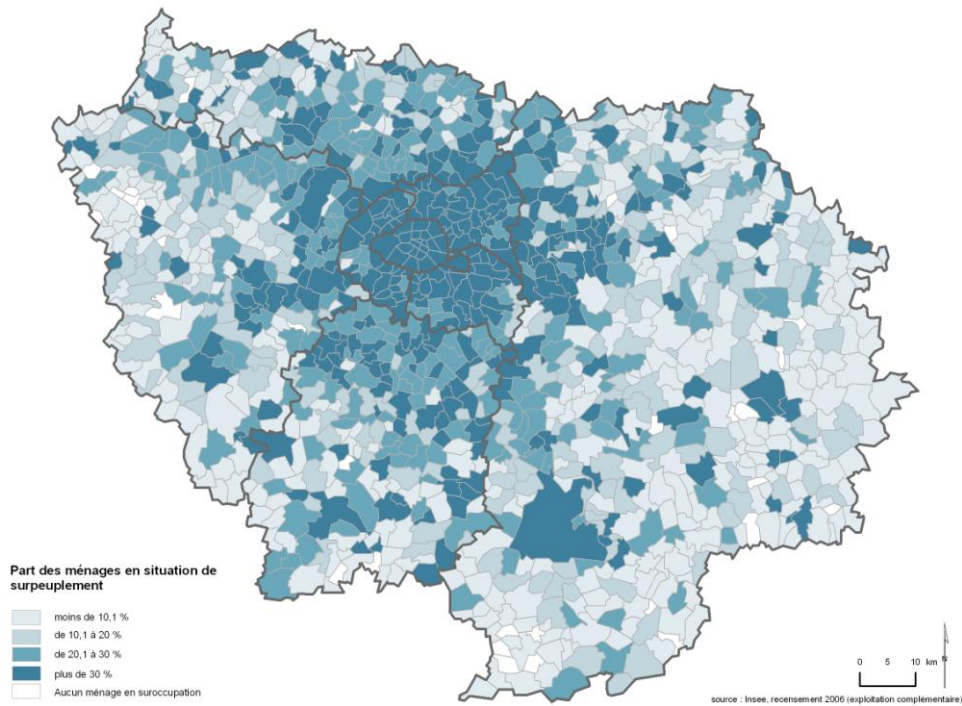 Part des ménages en situation de
surpeuplement
moins de 10,1 %
de 10,1 à 20 %
de 20,1 à 30 %
plus de 30 %
Aucun ménage en suroccupation
N
0 5 10 km
source : Insee, recensement 2006 (exploitation complémentaire)